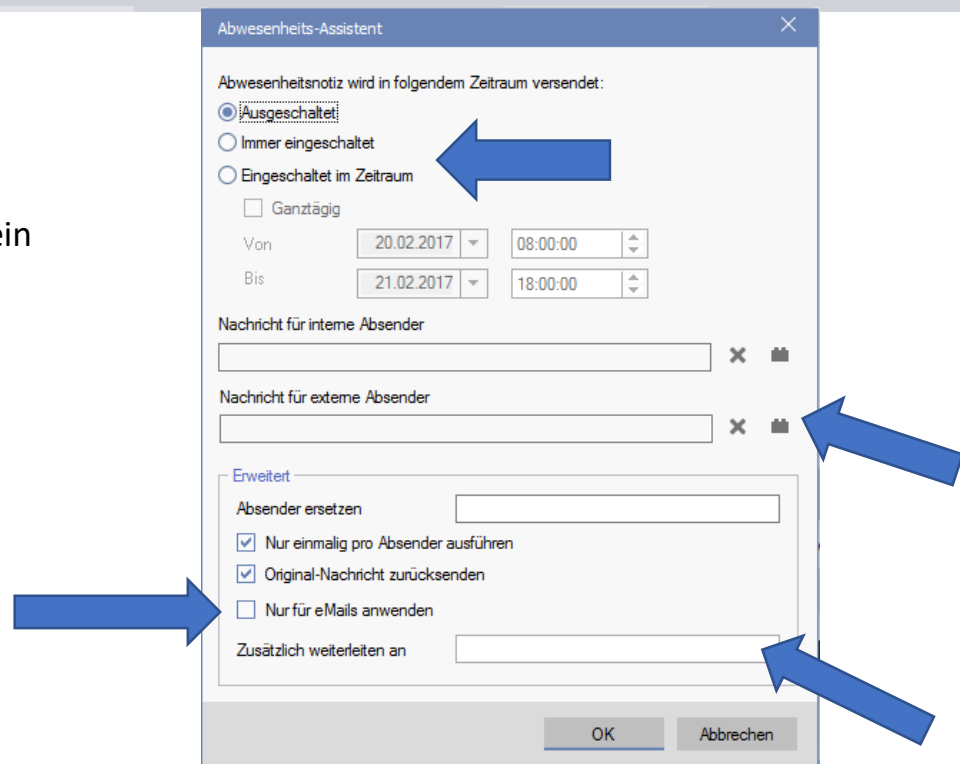 Abwesenheits-Assistent
Abwesenheitsnotiz wird in folgendem Zeitraum versendet:
Ausgeschaltet
Immer eingeschaltet
Eingeschaltet im Zeitraum
ein
Ganztägig
Von 20.02.2017 08:00:00
Bis 21.02.2017 18:00:00
Nachricht für interne Absender
Nachricht für externe Absender
Erweitert
Absender ersetzen
Nur einmalig pro Absender ausführen
Original-Nachricht zurücksenden
Nur für eMails anwenden
Zusätzlich weiterleiten an
OK Abbrechen